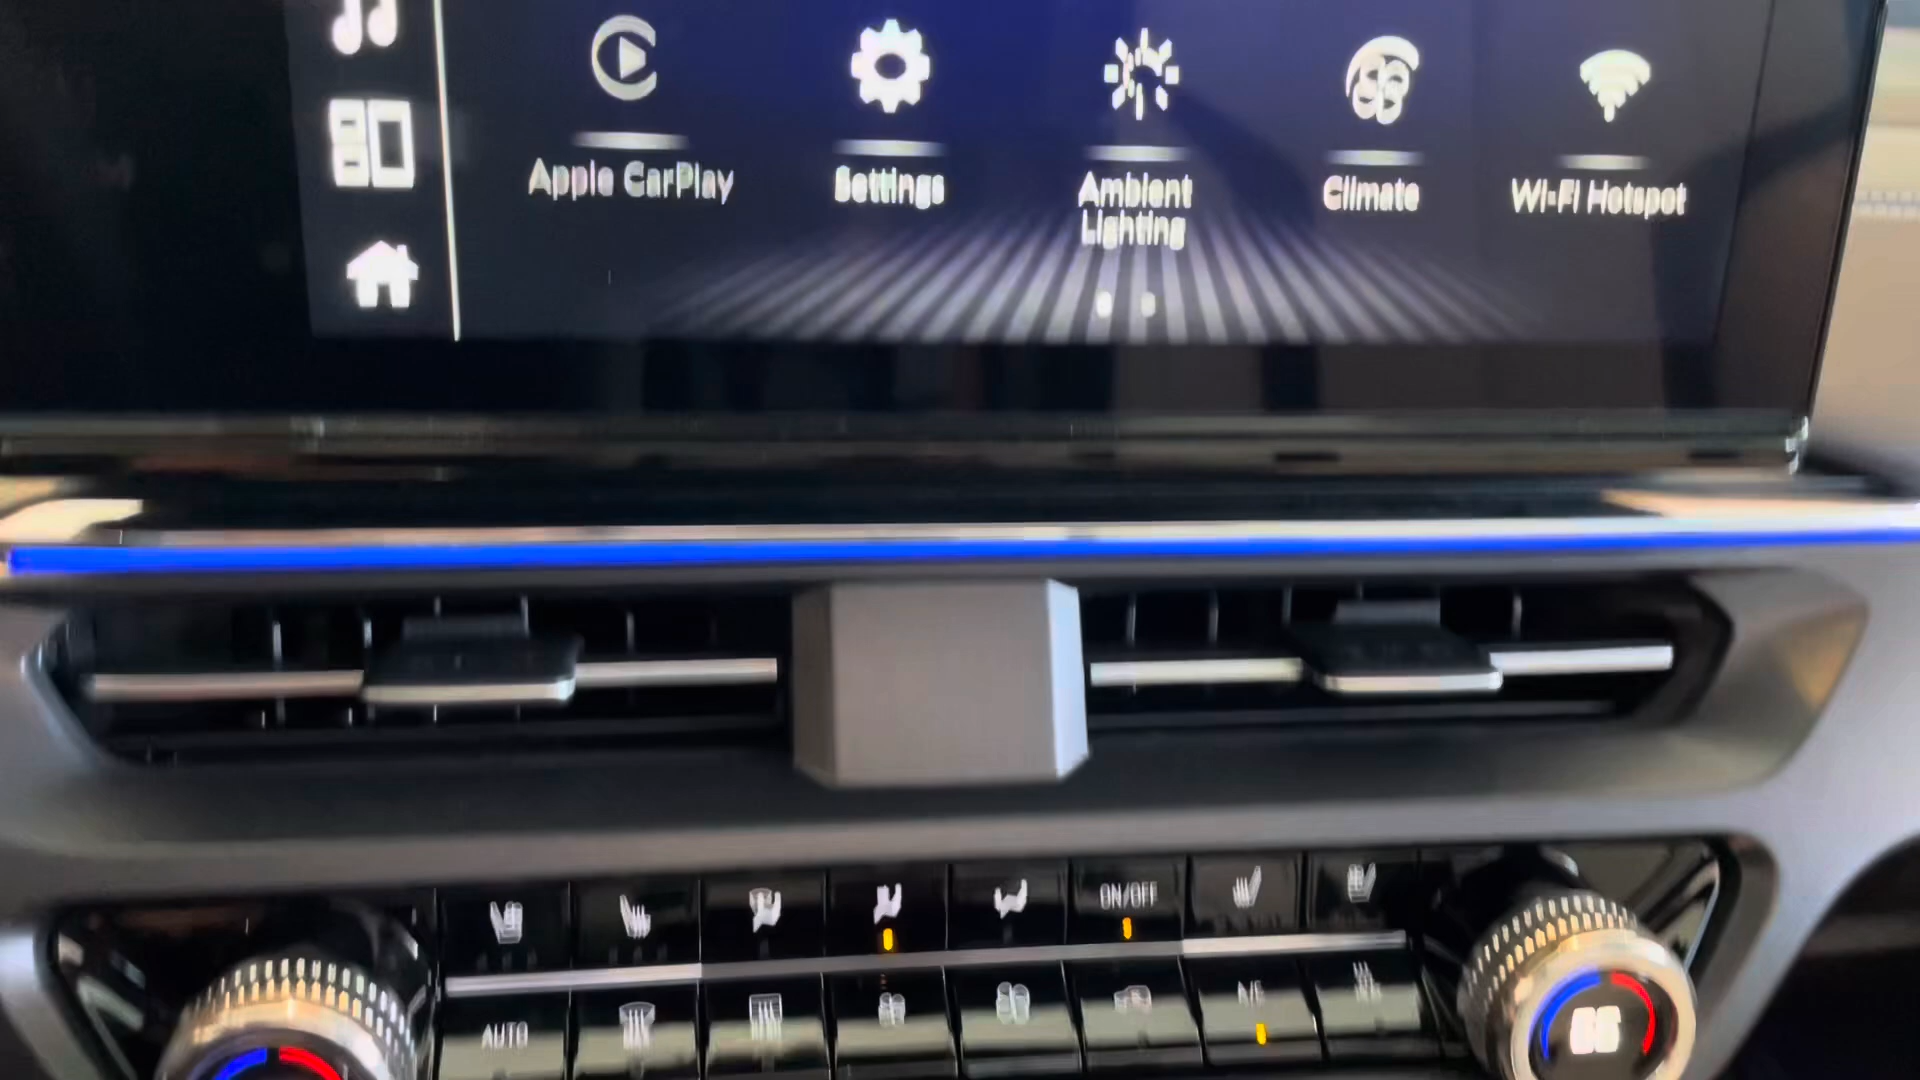 Apple CarPlay
Settings
Ambient
Lighting
Climate
Wi-Fi Hotspot
ON/OFF
AUTO
A/C